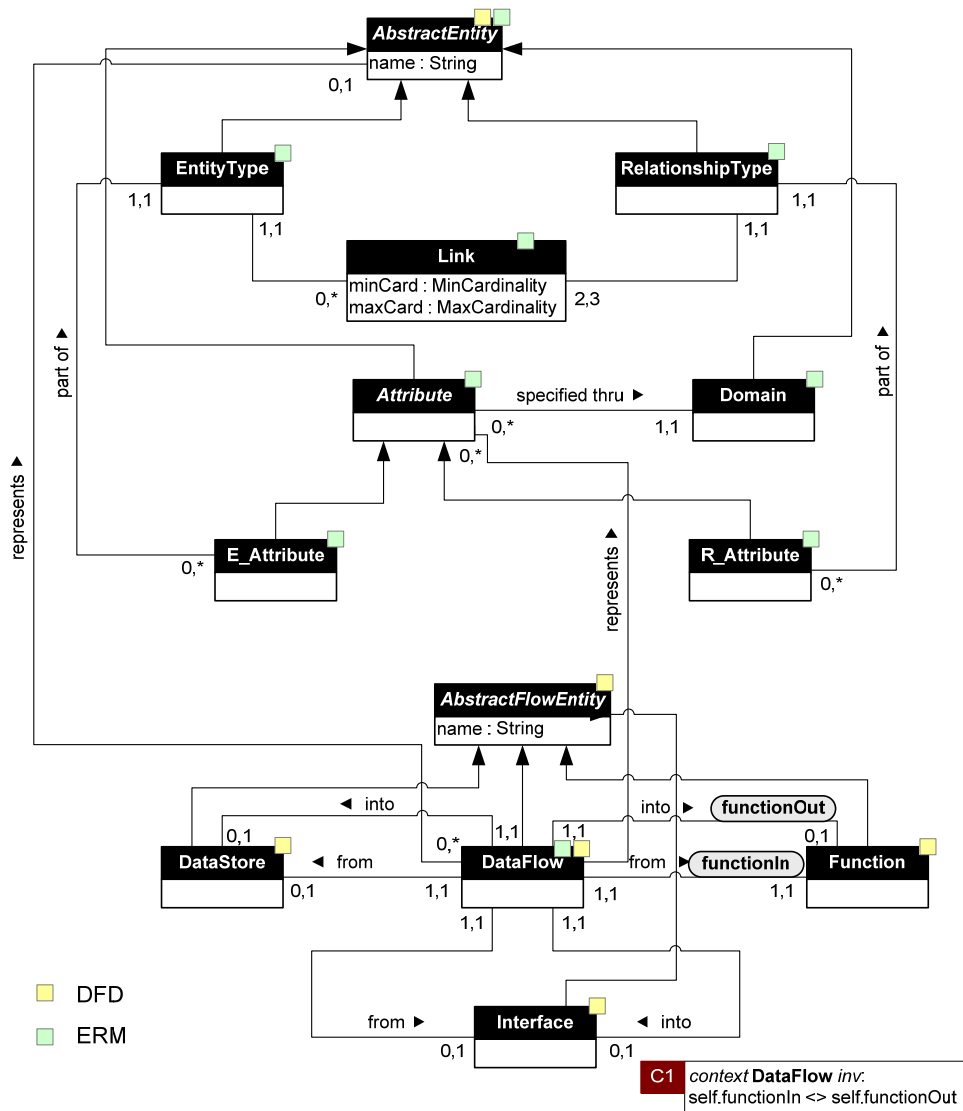 AbstractEntity
name : String
0,1
EntityType
RelationshipType
1,1
1,1
1,1
1,1
Link
minCard : MinCardinality
maxCard : MaxCardinality
0,*
2,3
part of ▶
part of ▶
Attribute
specified thru ▶
Domain
0,*
1,1
0,*
represents ▶
represents ▶
E_Attribute
R_Attribute
0,*
0,*
AbstractFlowEntity
name : String
◀ into
into ▶
functionOut
0,1
1,1
1,1
0,1
0,*
DataStore
◀ from
DataFlow
from ▶
functionIn
Function
0,1
1,1
1,1
1,1
1,1
1,1
DFD
ERM
from ▶
Interface
◀ into
0,1
0,1
C1
context DataFlow inv:
self.functionIn <> self.functionOut